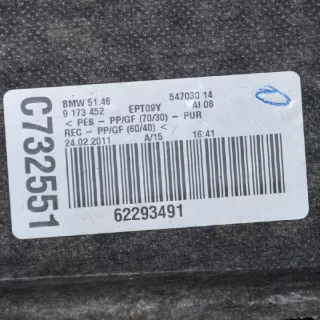 C732551
BMW 51.46 547030 14
9 173 452 EPT09Y AI 08
< PE8 - PP/GF (70/30) - PUR
REC - PP/GF (60/40) <
24.02.2011 A/15 16:41
62293491